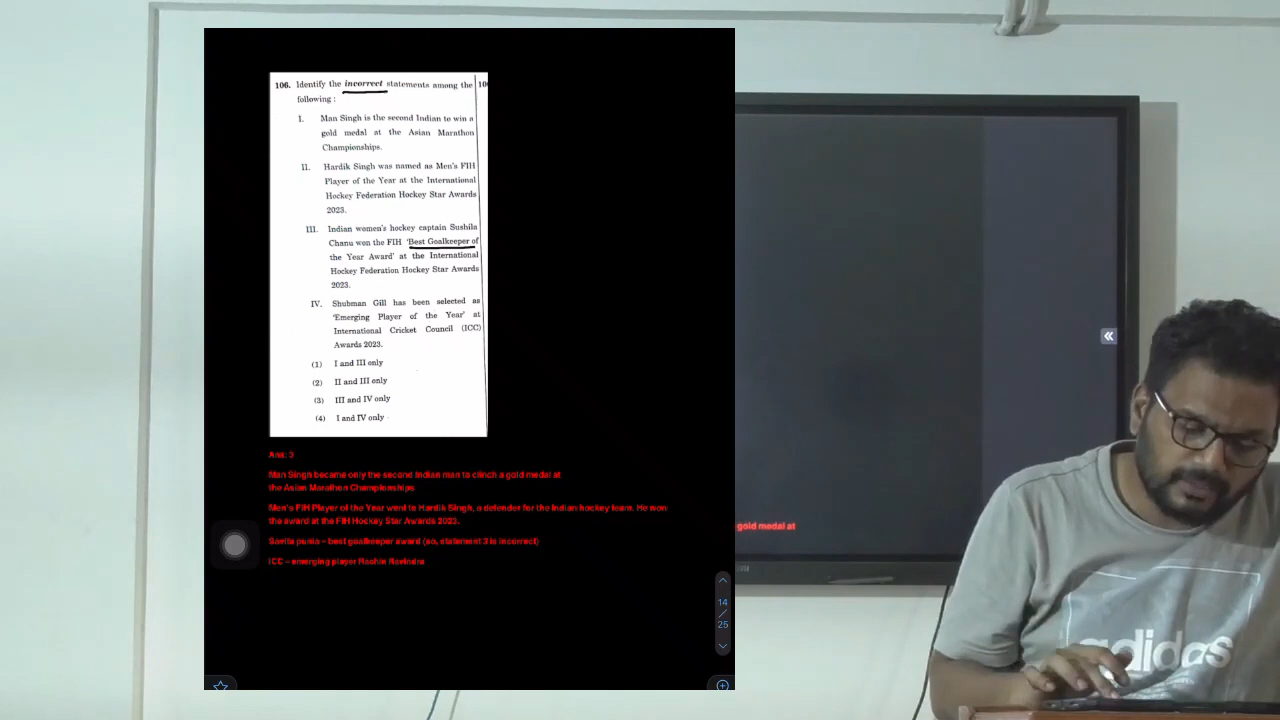 106. Identify the incorrect statements among the
following :
I. Man Singh is the second Indian to win a
gold medal at the Asian Marathon
Championships.
II. Hardik Singh was named as Men's FIH
Player of the Year at the International
Hockey Federation Hockey Star Awards
2023.
III. Indian women's hockey captain Sushila
Chanu won the FIH 'Best Goalkeeper of
the Year Award' at the International
Hockey Federation Hockey Star Awards
2023.
IV. Shubman Gill has been selected as
'Emerging Player of the Year' at
International Cricket Council (ICC)
Awards 2023.
(1) I and III only
(2) II and III only
(3) III and IV only
(4) I and IV only
10
Ans: 3
Man Singh became only the second Indian man to clinch a gold medal at
the Asian Marathon Championships
Men's FIH Player of the Year went to Hardik Singh, a defender for the Indian hockey team. He won
the award at the FIH Hockey Star Awards 2023.
Savita punia – best goalkeeper award (so, statement 3 is incorrect)
ICC – emerging player Rachin Ravindra
14
/
25
gold medal at
adidas